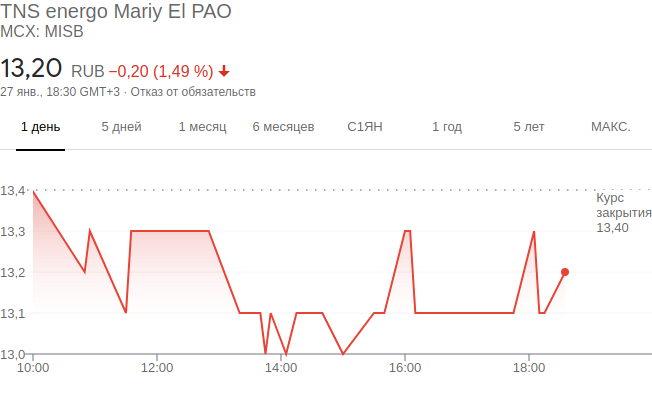 TNS energo Mariy El PAO
MCX: MISB
13,20 RUB −0,20 (1,49 %)
27 янв., 18:30 GMT+3 · Отказ от обязательств
1 день 5 дней 1 месяц 6 месяцев С1ЯН 1 год 5 лет МАКС.
13,4
Курс
закрытия
13,40
13,3
13,2
13,1
13,0
10:00 12:00 14:00 16:00 18:00